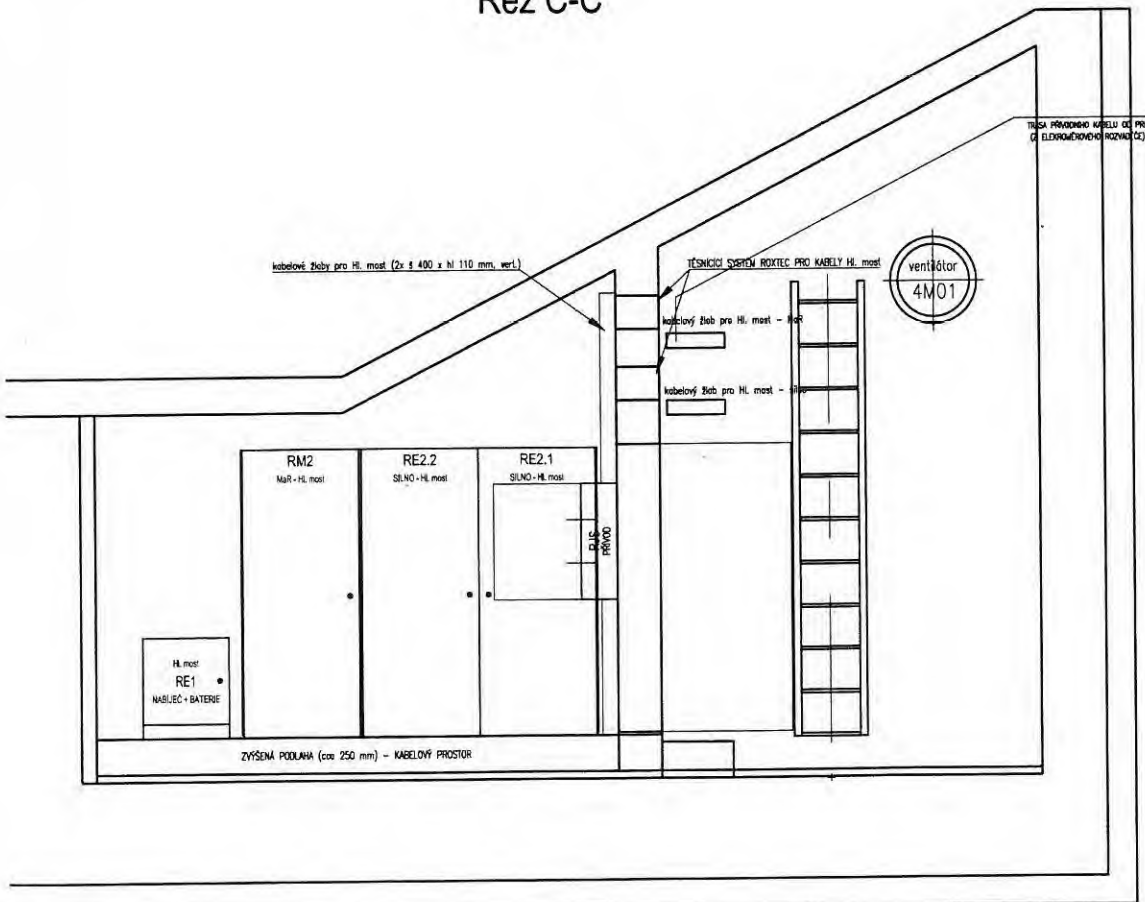 Řez C-C
TRASA PŘÍVODNÍHO KABELU OD
(Z ELEKROMĚROVÉHO ROZVADĚČE)
kabelové žlaby pro Hl. most (2x š 400 x hl 110 mm, vert.)
TĚSNICÍCÍ SYSTÉM ROXTEC PRO KABELY Hl. most
ventilátor
4M01
kabelový žlab pro Hl. most – MaR
kabelový žlab pro Hl. most – silno
RM2
MaR - Hl. most
RE2.2
SILNO - Hl. most
RE2.1
SILNO - Hl. most
PŘÍVOD
Hl. most
RE1
NABÍJEČ + BATERIE
ZVÝŠENÁ PODLAHA (cca 250 mm) – KABELOVÝ PROSTOR